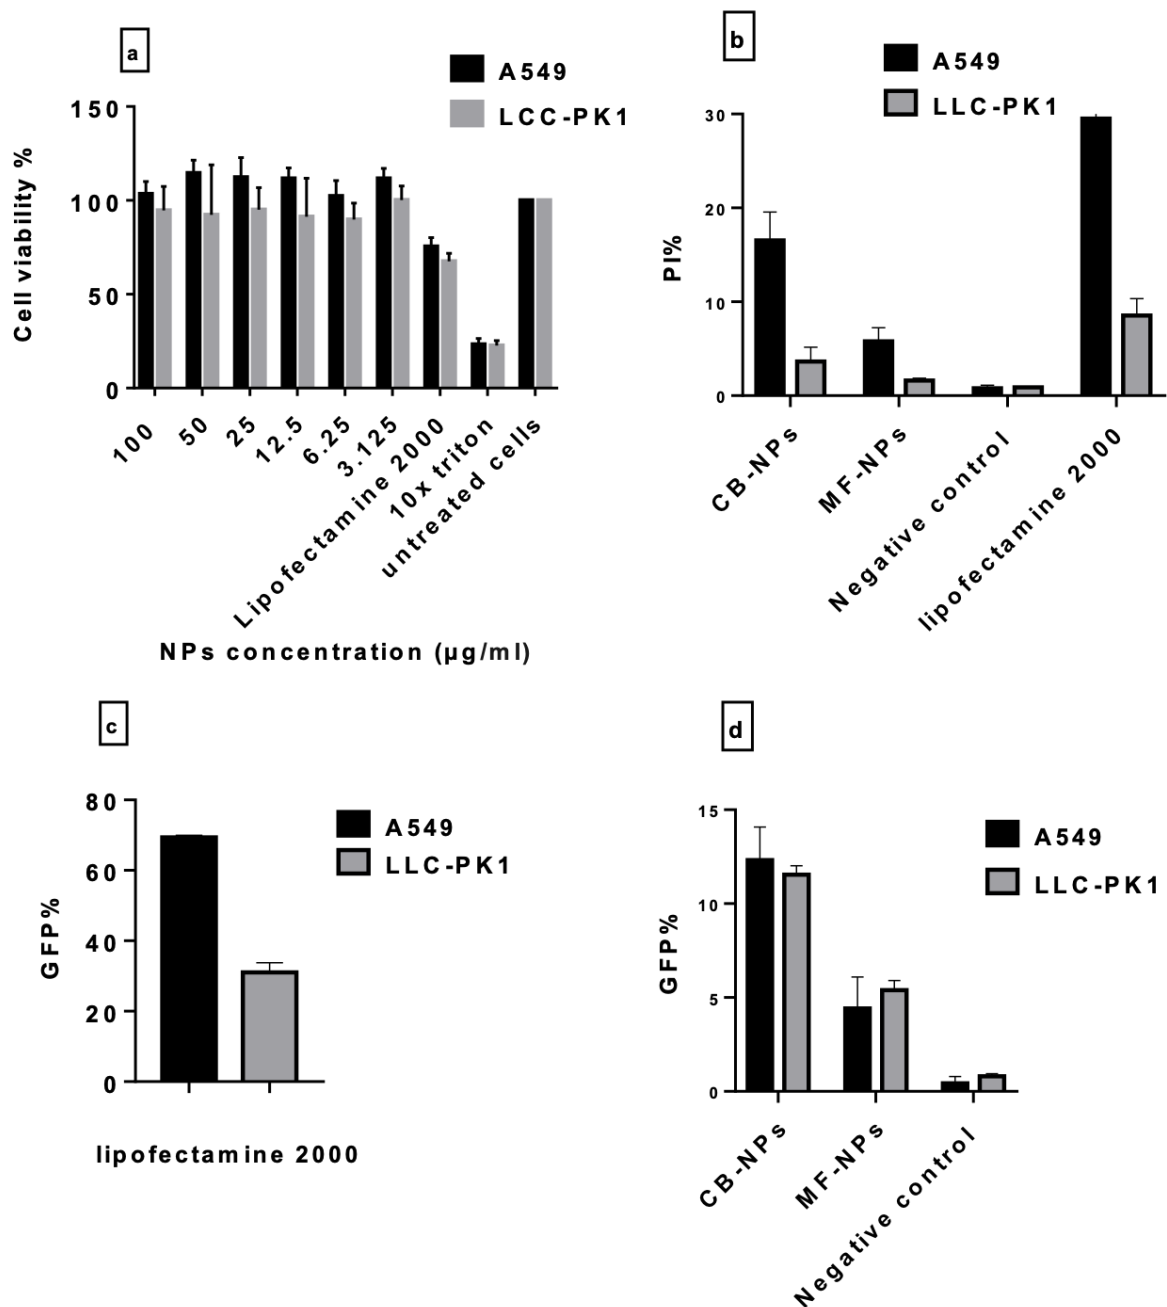 a
A549
LCC-PK1
Cell viability %
150
100
50
0
100
50
25
12.5
6.25
3.125
Lipofectamine 2000
10x triton
untreated cells
NPs concentration (µg/ml)
b
A549
LLC-PK1
PI%
30
20
10
0
CB-NPs
MF-NPs
Negative control
lipofectamine 2000
c
A549
LLC-PK1
GFP%
80
60
40
20
0
lipofectamine 2000
d
A549
LLC-PK1
GFP%
15
10
5
0
CB-NPs
MF-NPs
Negative control